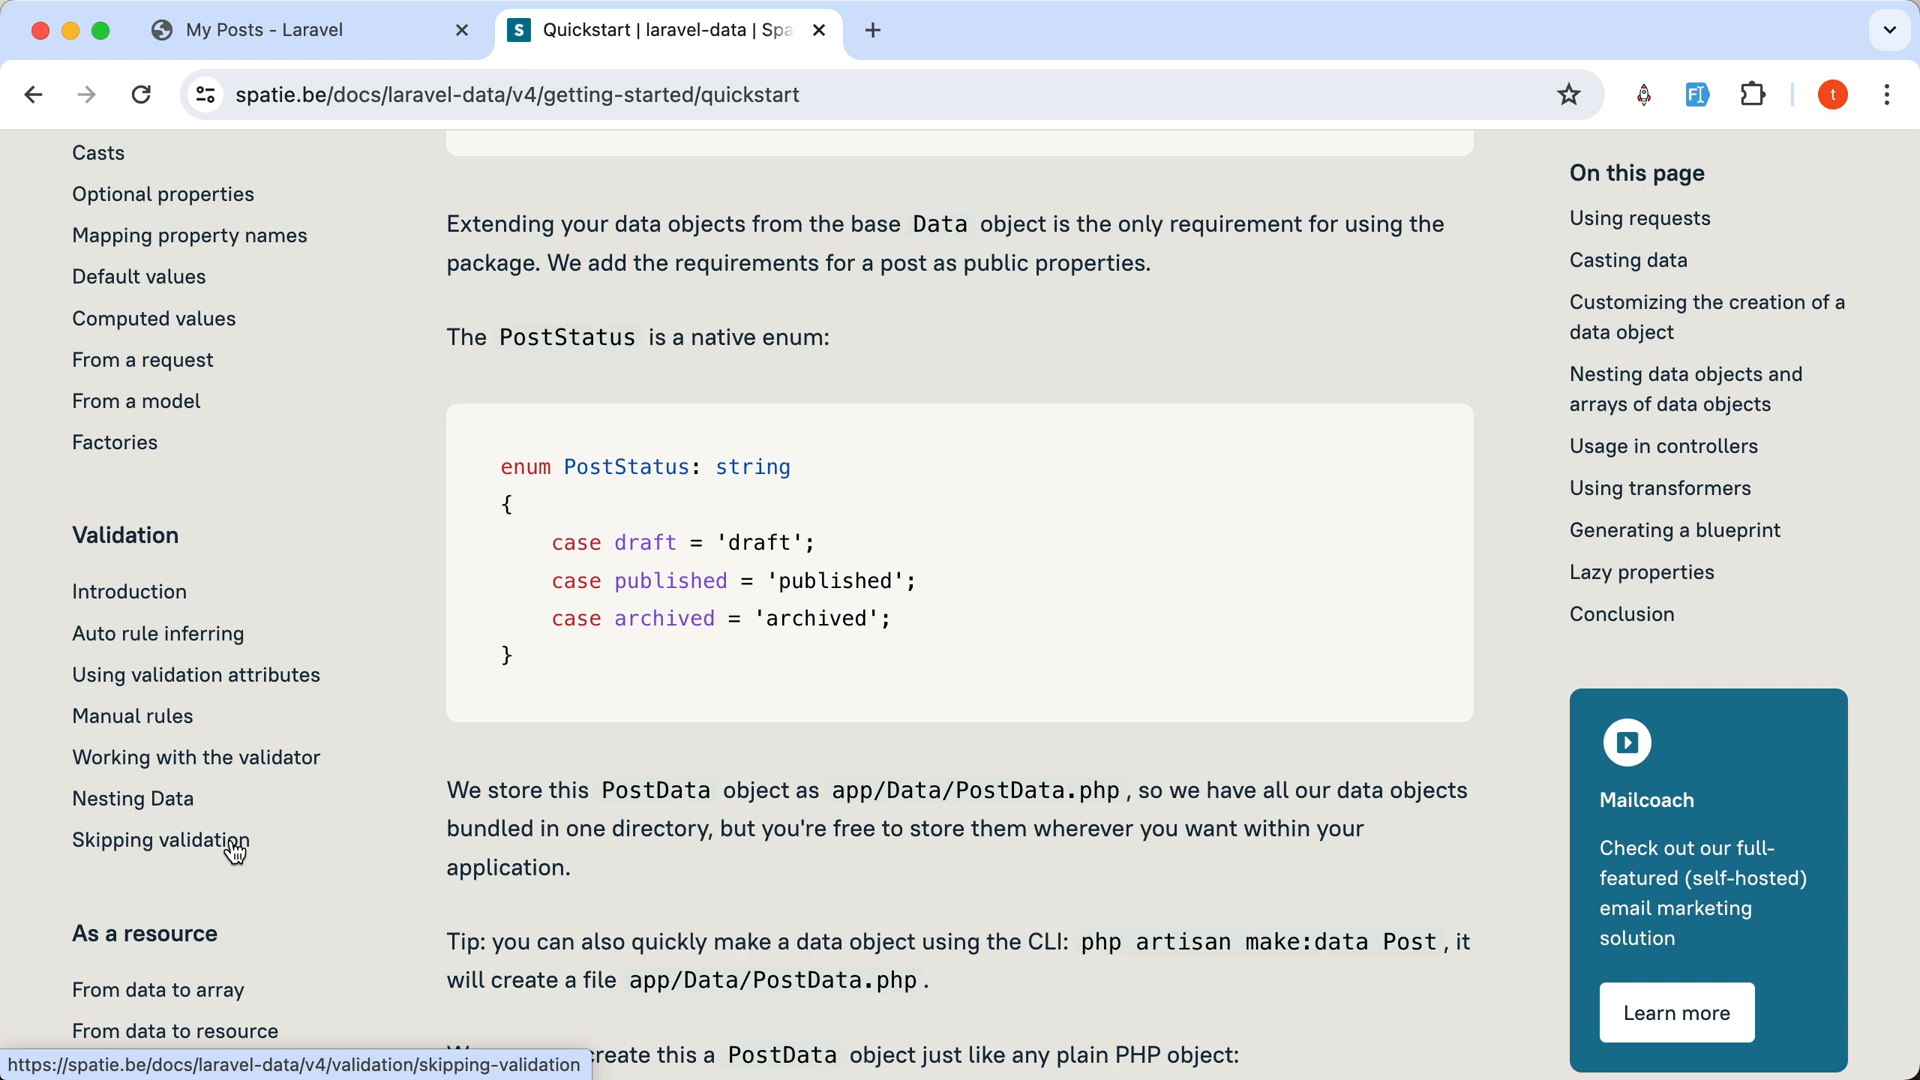 My Posts - Laravel
S Quickstart | laravel-data | Spa
spatie.be/docs/laravel-data/v4/getting-started/quickstart
t
Casts
Optional properties
Mapping property names
Default values
Computed values
From a request
From a model
Factories
Validation
Introduction
Auto rule inferring
Using validation attributes
Manual rules
Working with the validator
Nesting Data
Skipping validation
As a resource
From data to array
From data to resource
Extending your data objects from the base Data object is the only requirement for using the
package. We add the requirements for a post as public properties.
The PostStatus is a native enum:
enum PostStatus: string
{
case draft = 'draft';
case published = 'published';
case archived = 'archived';
}
We store this PostData object as app/Data/PostData.php, so we have all our data objects
bundled in one directory, but you're free to store them wherever you want within your
application.
Tip: you can also quickly make a data object using the CLI: php artisan make:data Post, it
will create a file app/Data/PostData.php.
create this a PostData object just like any plain PHP object:
On this page
Using requests
Casting data
Customizing the creation of a
data object
Nesting data objects and
arrays of data objects
Usage in controllers
Using transformers
Generating a blueprint
Lazy properties
Conclusion
Mailcoach
Check out our full-
featured (self-hosted)
email marketing
solution
Learn more
https://spatie.be/docs/laravel-data/v4/validation/skipping-validation